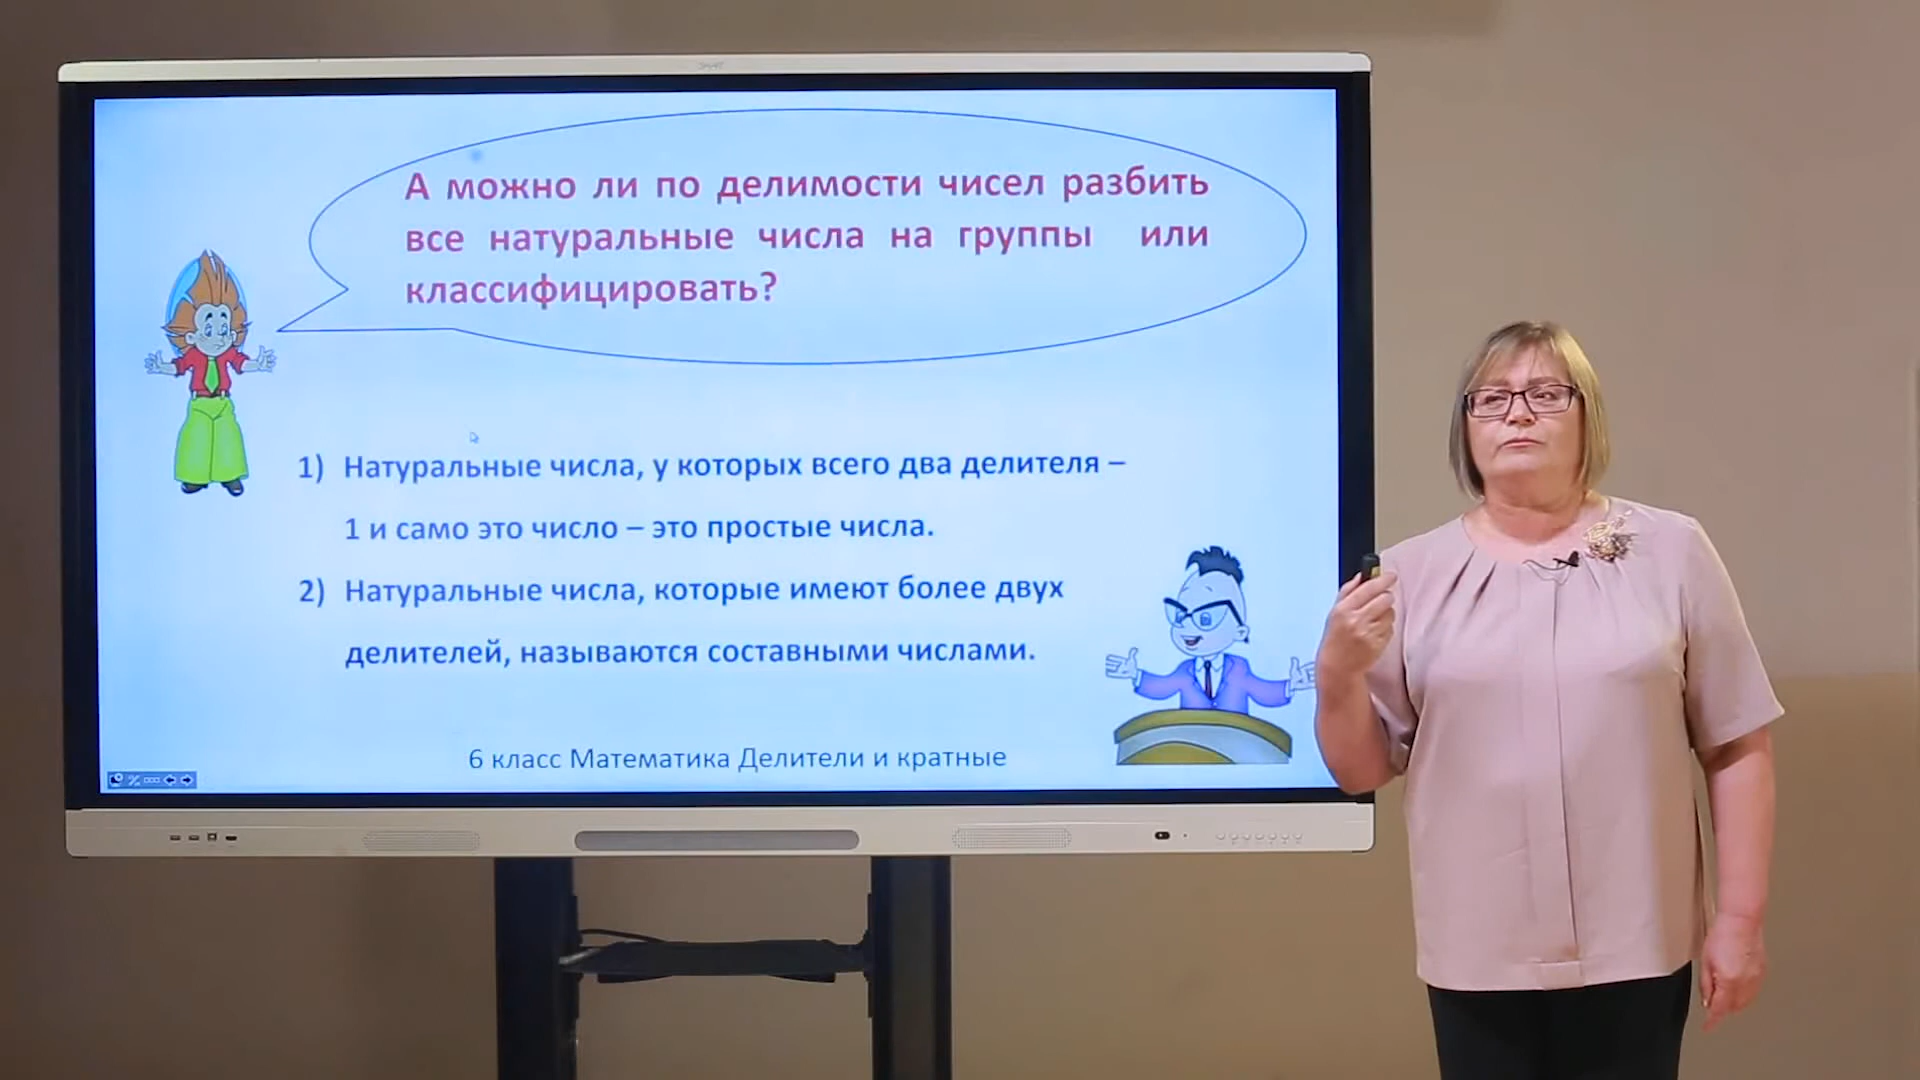 SMART
А можно ли по делимости чисел разбить
все натуральные числа на группы или
классифицировать?
1) Натуральные числа, у которых всего два делителя –
1 и само это число – это простые числа.
2) Натуральные числа, которые имеют более двух
делителей, называются составными числами.
6 класс Математика Делители и кратные